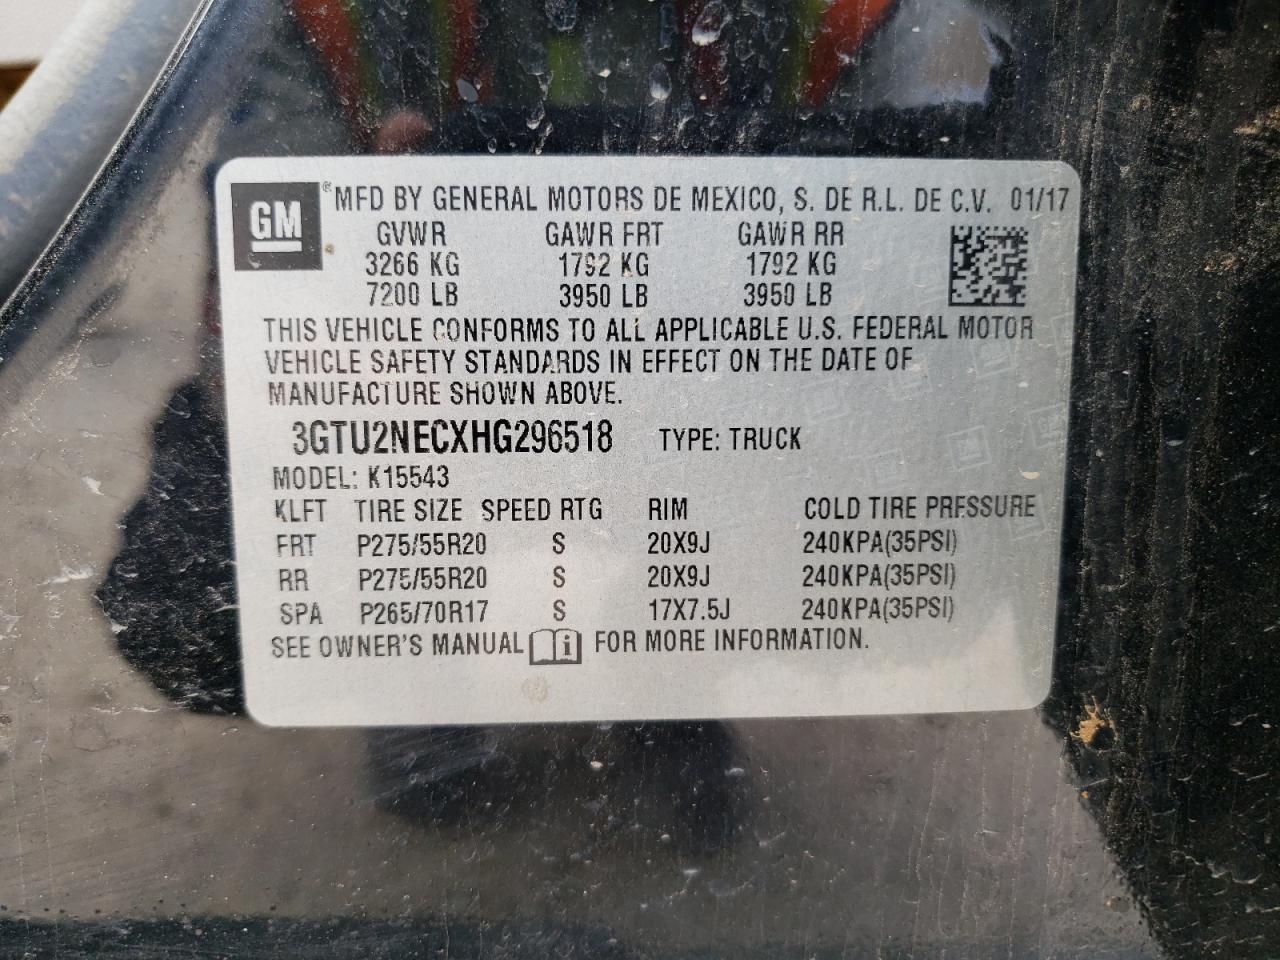 GM ® MFD BY GENERAL MOTORS DE MEXICO, S. DE R.L. DE C.V. 01/17
GVWR GAWR FRT GAWR RR
3266 KG 1792 KG 1792 KG
7200 LB 3950 LB 3950 LB
THIS VEHICLE CONFORMS TO ALL APPLICABLE U.S. FEDERAL MOTOR
VEHICLE SAFETY STANDARDS IN EFFECT ON THE DATE OF
MANUFACTURE SHOWN ABOVE.
3GTU2NECXHG296518 TYPE: TRUCK
MODEL: K15543
KLFT TIRE SIZE SPEED RTG RIM COLD TIRE PRESSURE
FRT P275/55R20 S 20X9J 240KPA(35PSI)
RR P275/55R20 S 20X9J 240KPA(35PSI)
SPA P265/70R17 S 17X7.5J 240KPA(35PSI)
SEE OWNER'S MANUAL i FOR MORE INFORMATION.